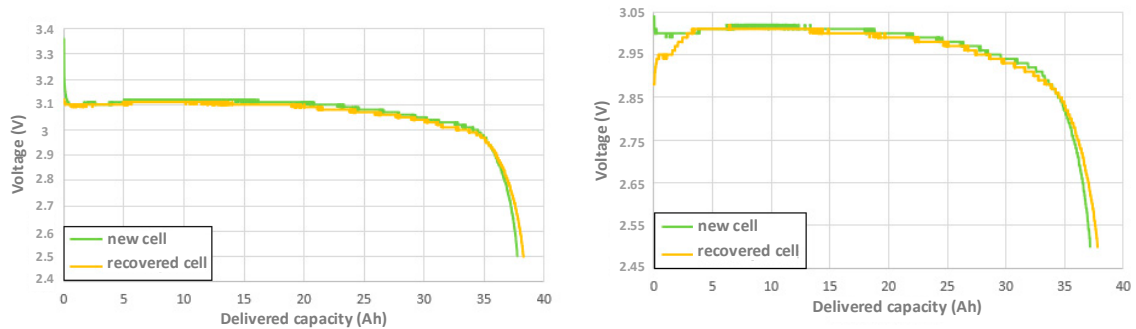 3.4
3.3
3.2
3.1
3
2.9
2.8
2.7
2.6
2.5
2.4
Voltage (V)
new cell
recovered cell
0 5 10 15 20 25 30 35 40
Delivered capacity (Ah)
3.05
2.95
2.85
2.75
2.65
2.55
2.45
Voltage (V)
new cell
recovered cell
0 5 10 15 20 25 30 35 40
Delivered capacity (Ah)